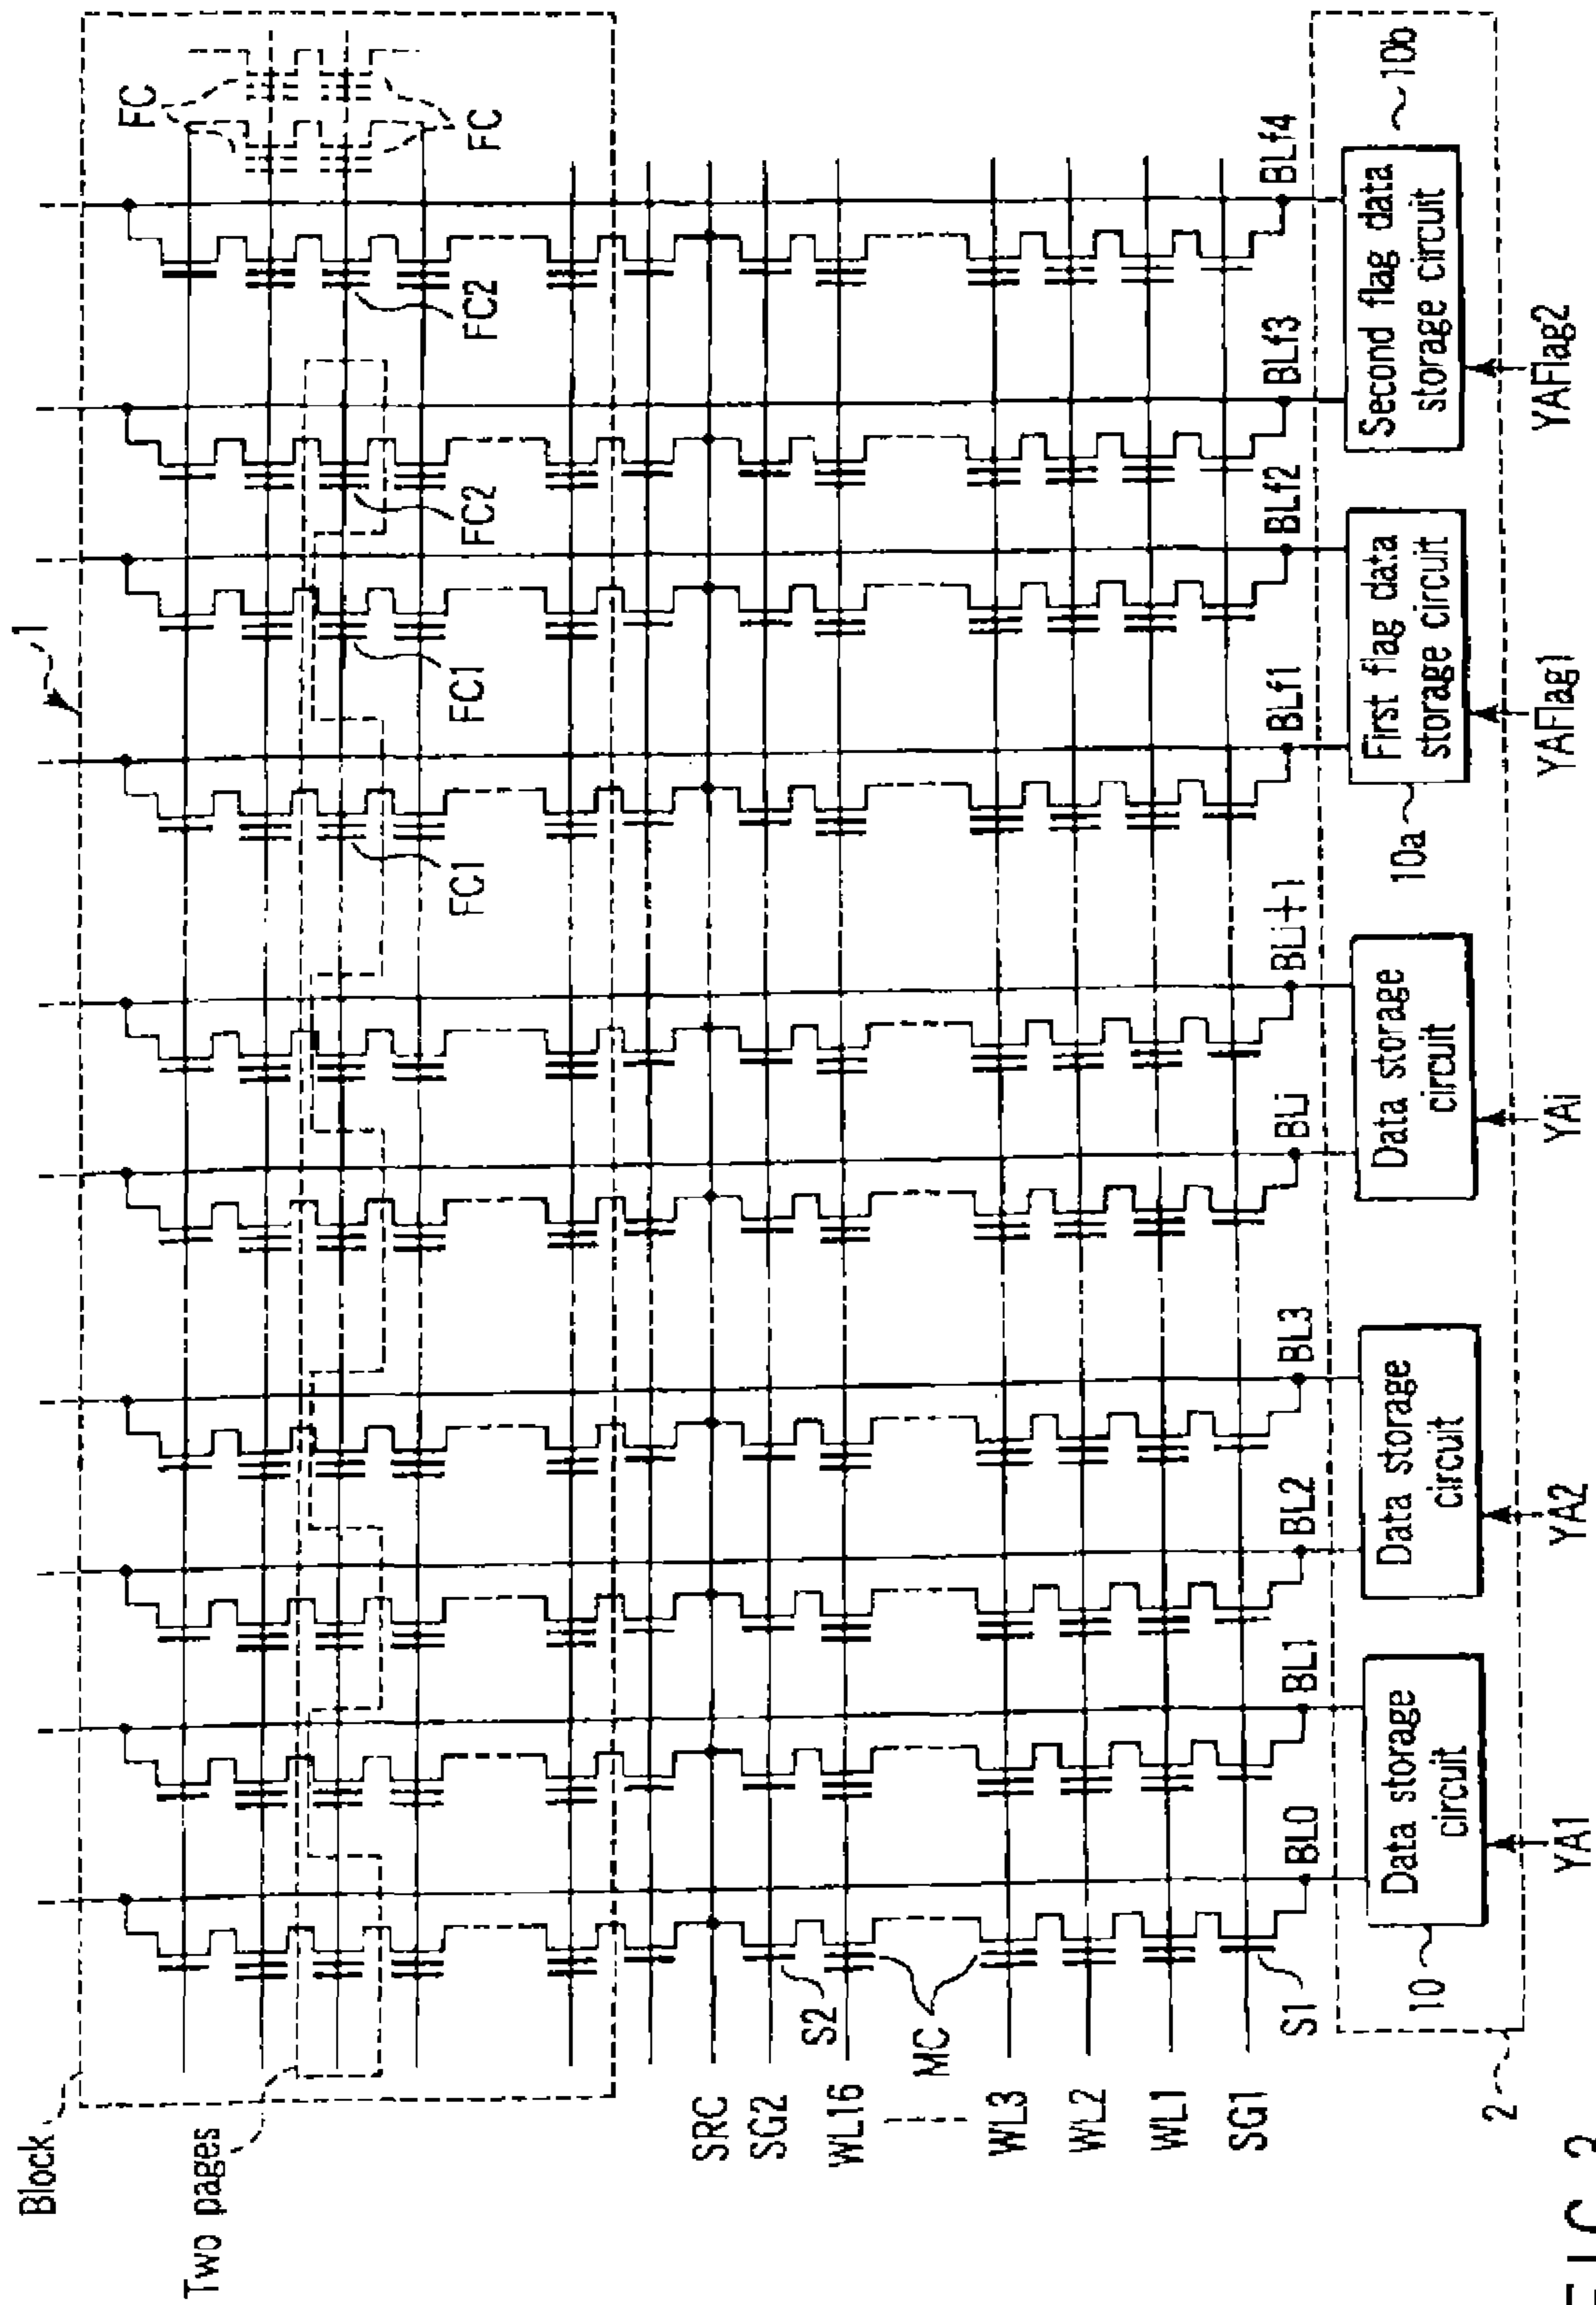 Block
Two pages
1
FC
FC
FC1
FC1
FC2
FC2
SRC
SG2
WL16
WL3
WL2
WL1
SG1
S2
MC
S1
BL0
BL1
BL2
BL3
BLi
BLi+1
BLf1
BLf2
BLf3
BLf4
10
Data storage
circuit
Data storage
circuit
Data storage
circuit
10a
First flag data
storage circuit
Second flag data
storage circuit
10b
2
YA1
YA2
YAi
YAFlag1
YAFlag2